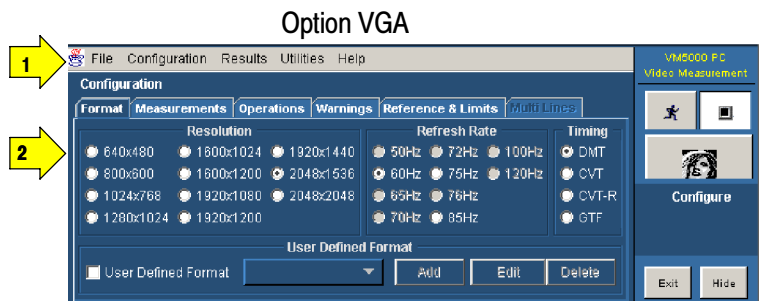 Option VGA
1
File Configuration Results Utilities Help
VM5000 PC
Video Measurement
Configuration
Format Measurements Operations Warnings Reference & Limits Multi Lines
Resolution Refresh Rate Timing
2
640x480 1600x1024 1920x1440 50Hz 72Hz 100Hz DMT
800x600 1600x1200 2048x1536 60Hz 75Hz 120Hz CVT
1024x768 1920x1080 2048x2048 65Hz 76Hz CVT-R
1280x1024 1920x1200 70Hz 85Hz GTF
Configure
User Defined Format
User Defined Format Add Edit Delete
Exit Hide